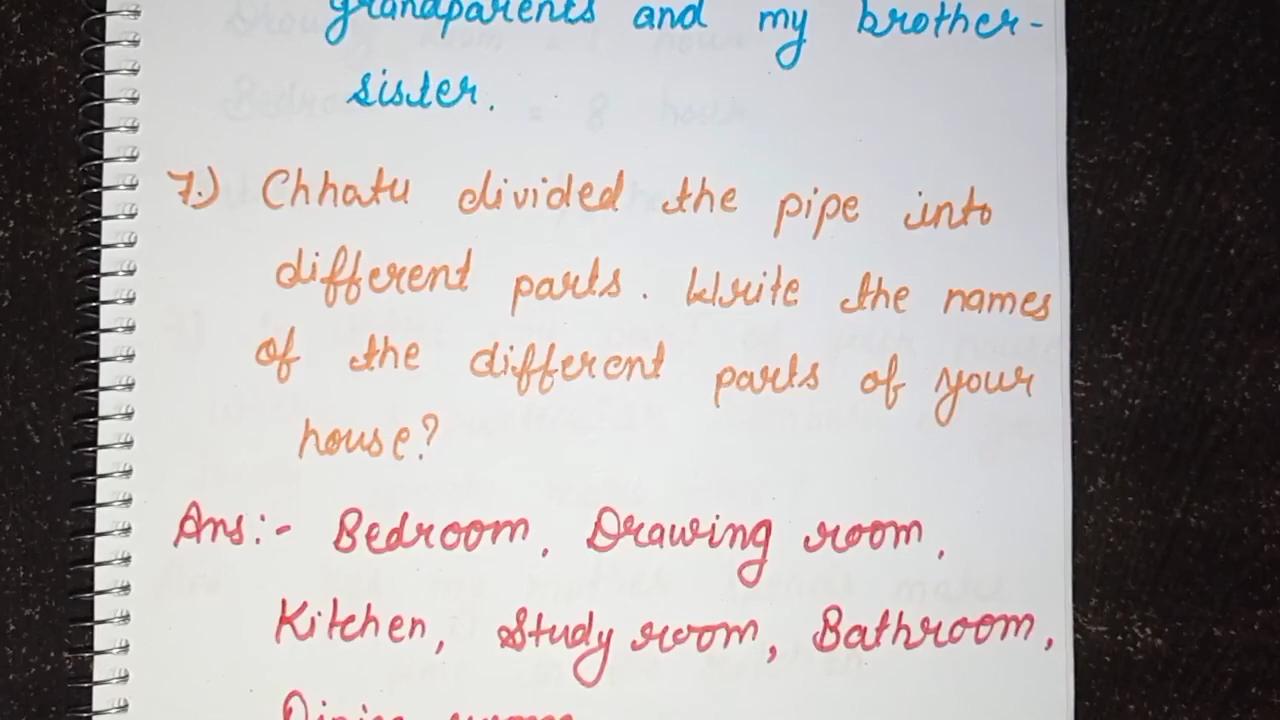 grandparents and my brother-
sister.
7.) Chhatu divided the pipe into
different parts. Write the names
of the different parts of your
house?
Ans:- Bedroom, Drawing room,
Kitchen, Study room, Bathroom,